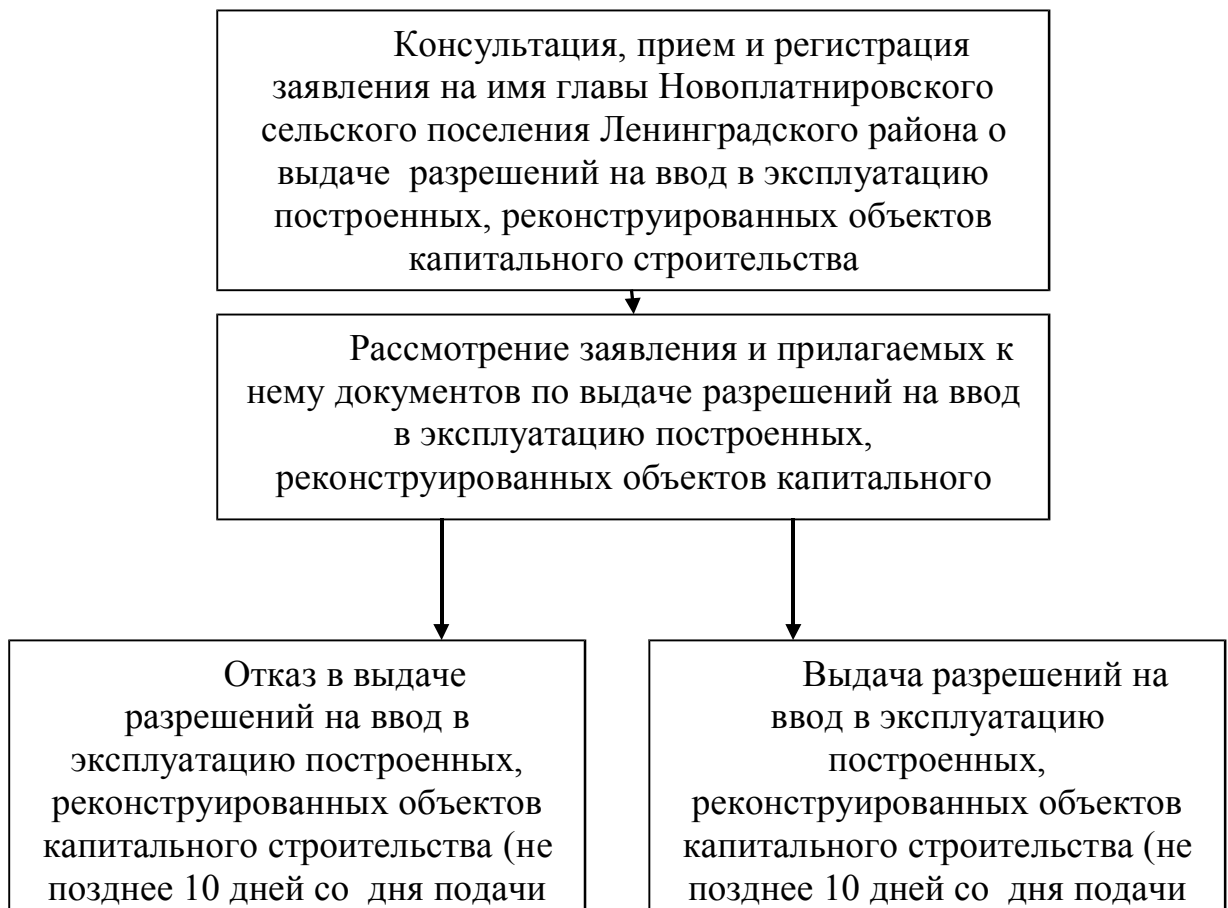 Консультация, прием и регистрация
заявления на имя главы Новоплатнировского
сельского поселения Ленинградского района о
выдаче разрешений на ввод в эксплуатацию
построенных, реконструированных объектов
капитального строительства
Рассмотрение заявления и прилагаемых к
нему документов по выдаче разрешений на ввод
в эксплуатацию построенных,
реконструированных объектов капитального
Отказ в выдаче
разрешений на ввод в
эксплуатацию построенных,
реконструированных объектов
капитального строительства (не
позднее 10 дней со дня подачи
Выдача разрешений на
ввод в эксплуатацию
построенных,
реконструированных объектов
капитального строительства (не
позднее 10 дней со дня подачи